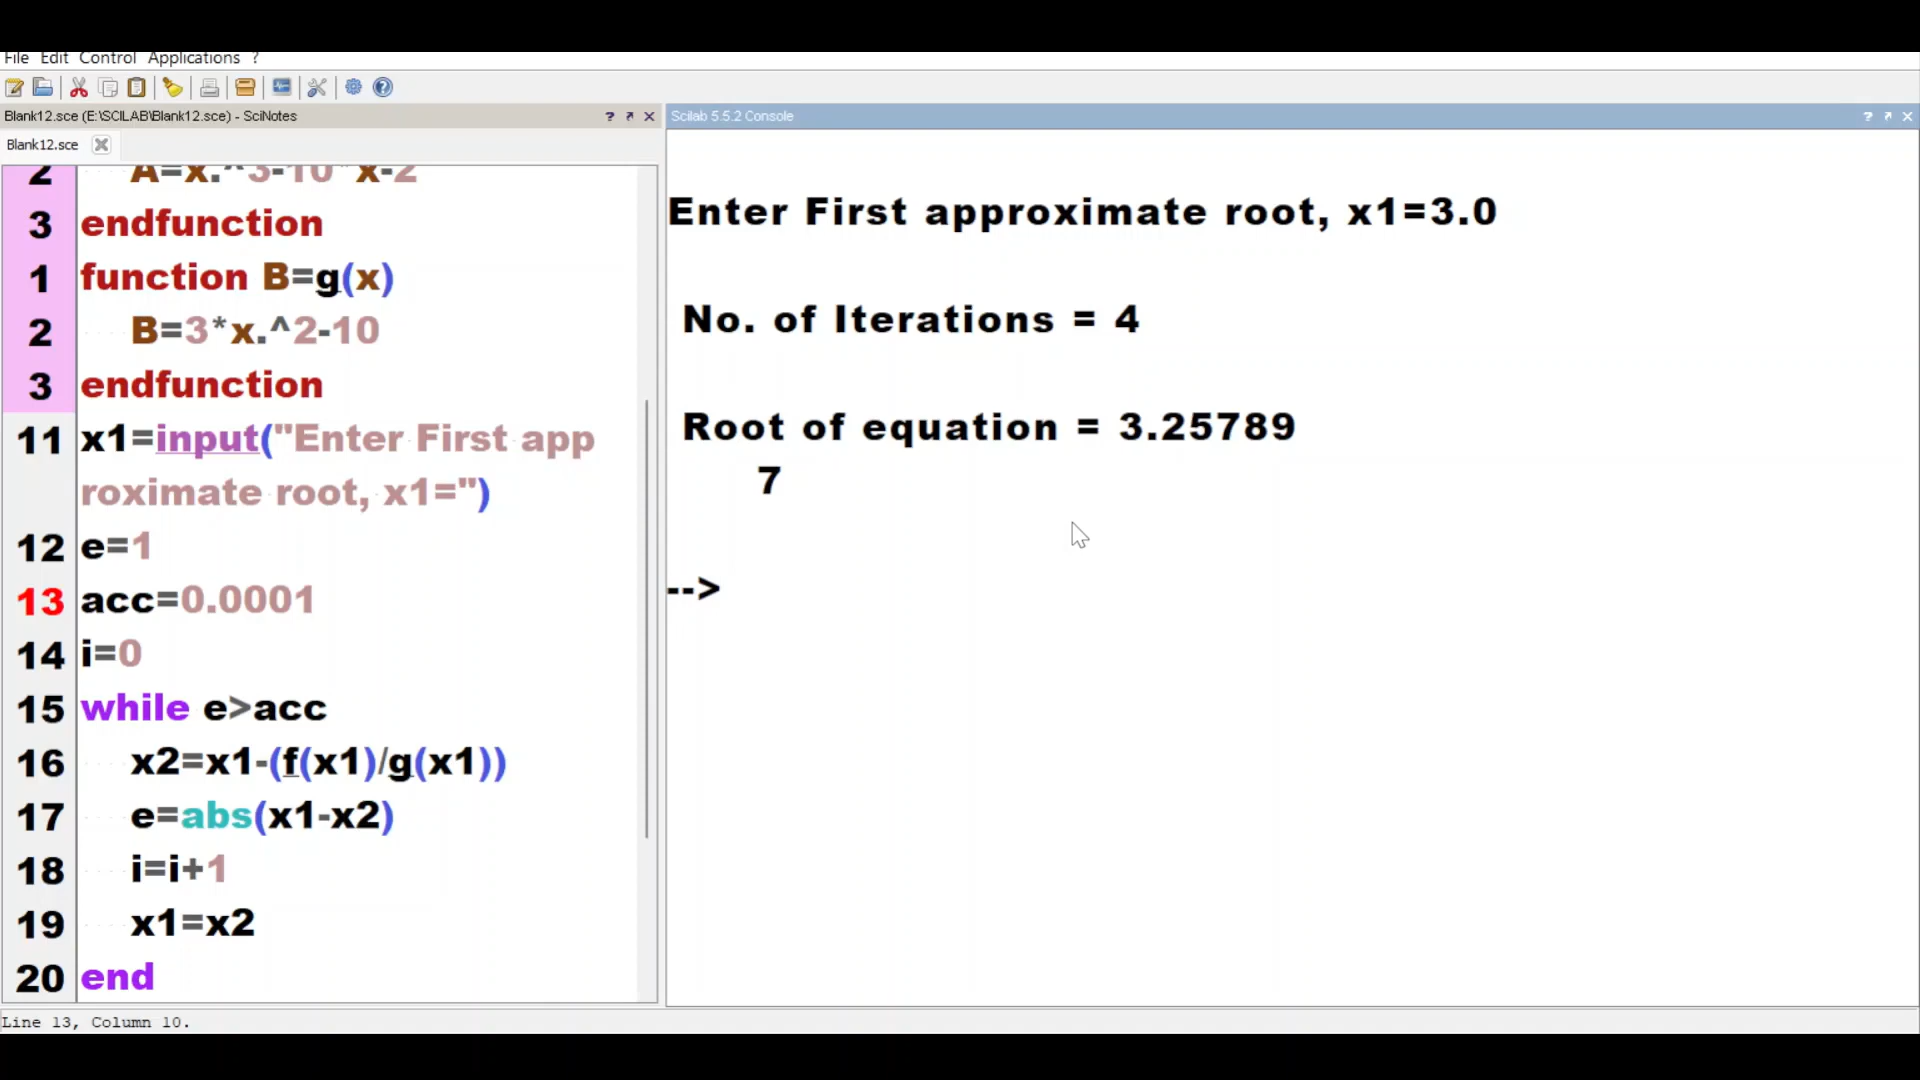 File Edit Control Applications ?
Blank12.sce (E:\SCILAB\Blank12.sce) - SciNotes
Blank12.sce
2 A=x.^3-10*x-2
3 endfunction
1 function B=g(x)
2 B=3*x.^2-10
3 endfunction
11 x1=input("Enter First app
roximate root, x1=")
12 e=1
13 acc=0.0001
14 i=0
15 while e>acc
16 x2=x1-(f(x1)/g(x1))
17 e=abs(x1-x2)
18 i=i+1
19 x1=x2
20 end
Line 13, Column 10.
Scilab 5.5.2 Console
Enter First approximate root, x1=3.0
No. of Iterations = 4
Root of equation = 3.25789
7
-->